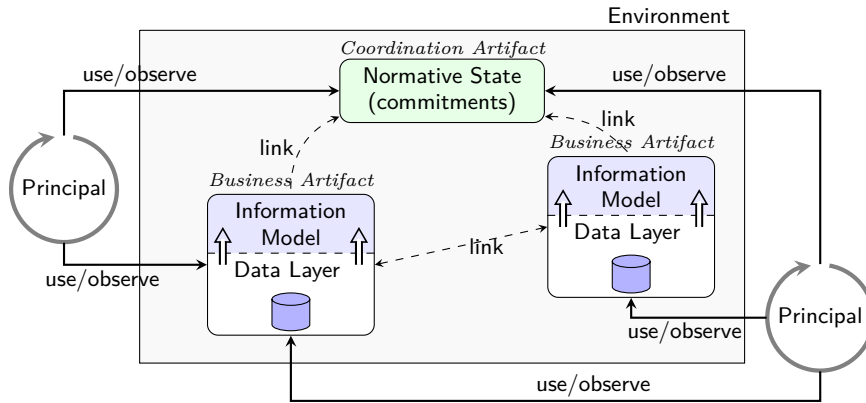 Environment
Coordination Artifact
use/observe
Normative State
(commitments)
use/observe
link
link
Business Artifact
Principal
Business Artifact
Information
Model
Information
Model
Data Layer
link
Data Layer
use/observe
Principal
use/observe
use/observe